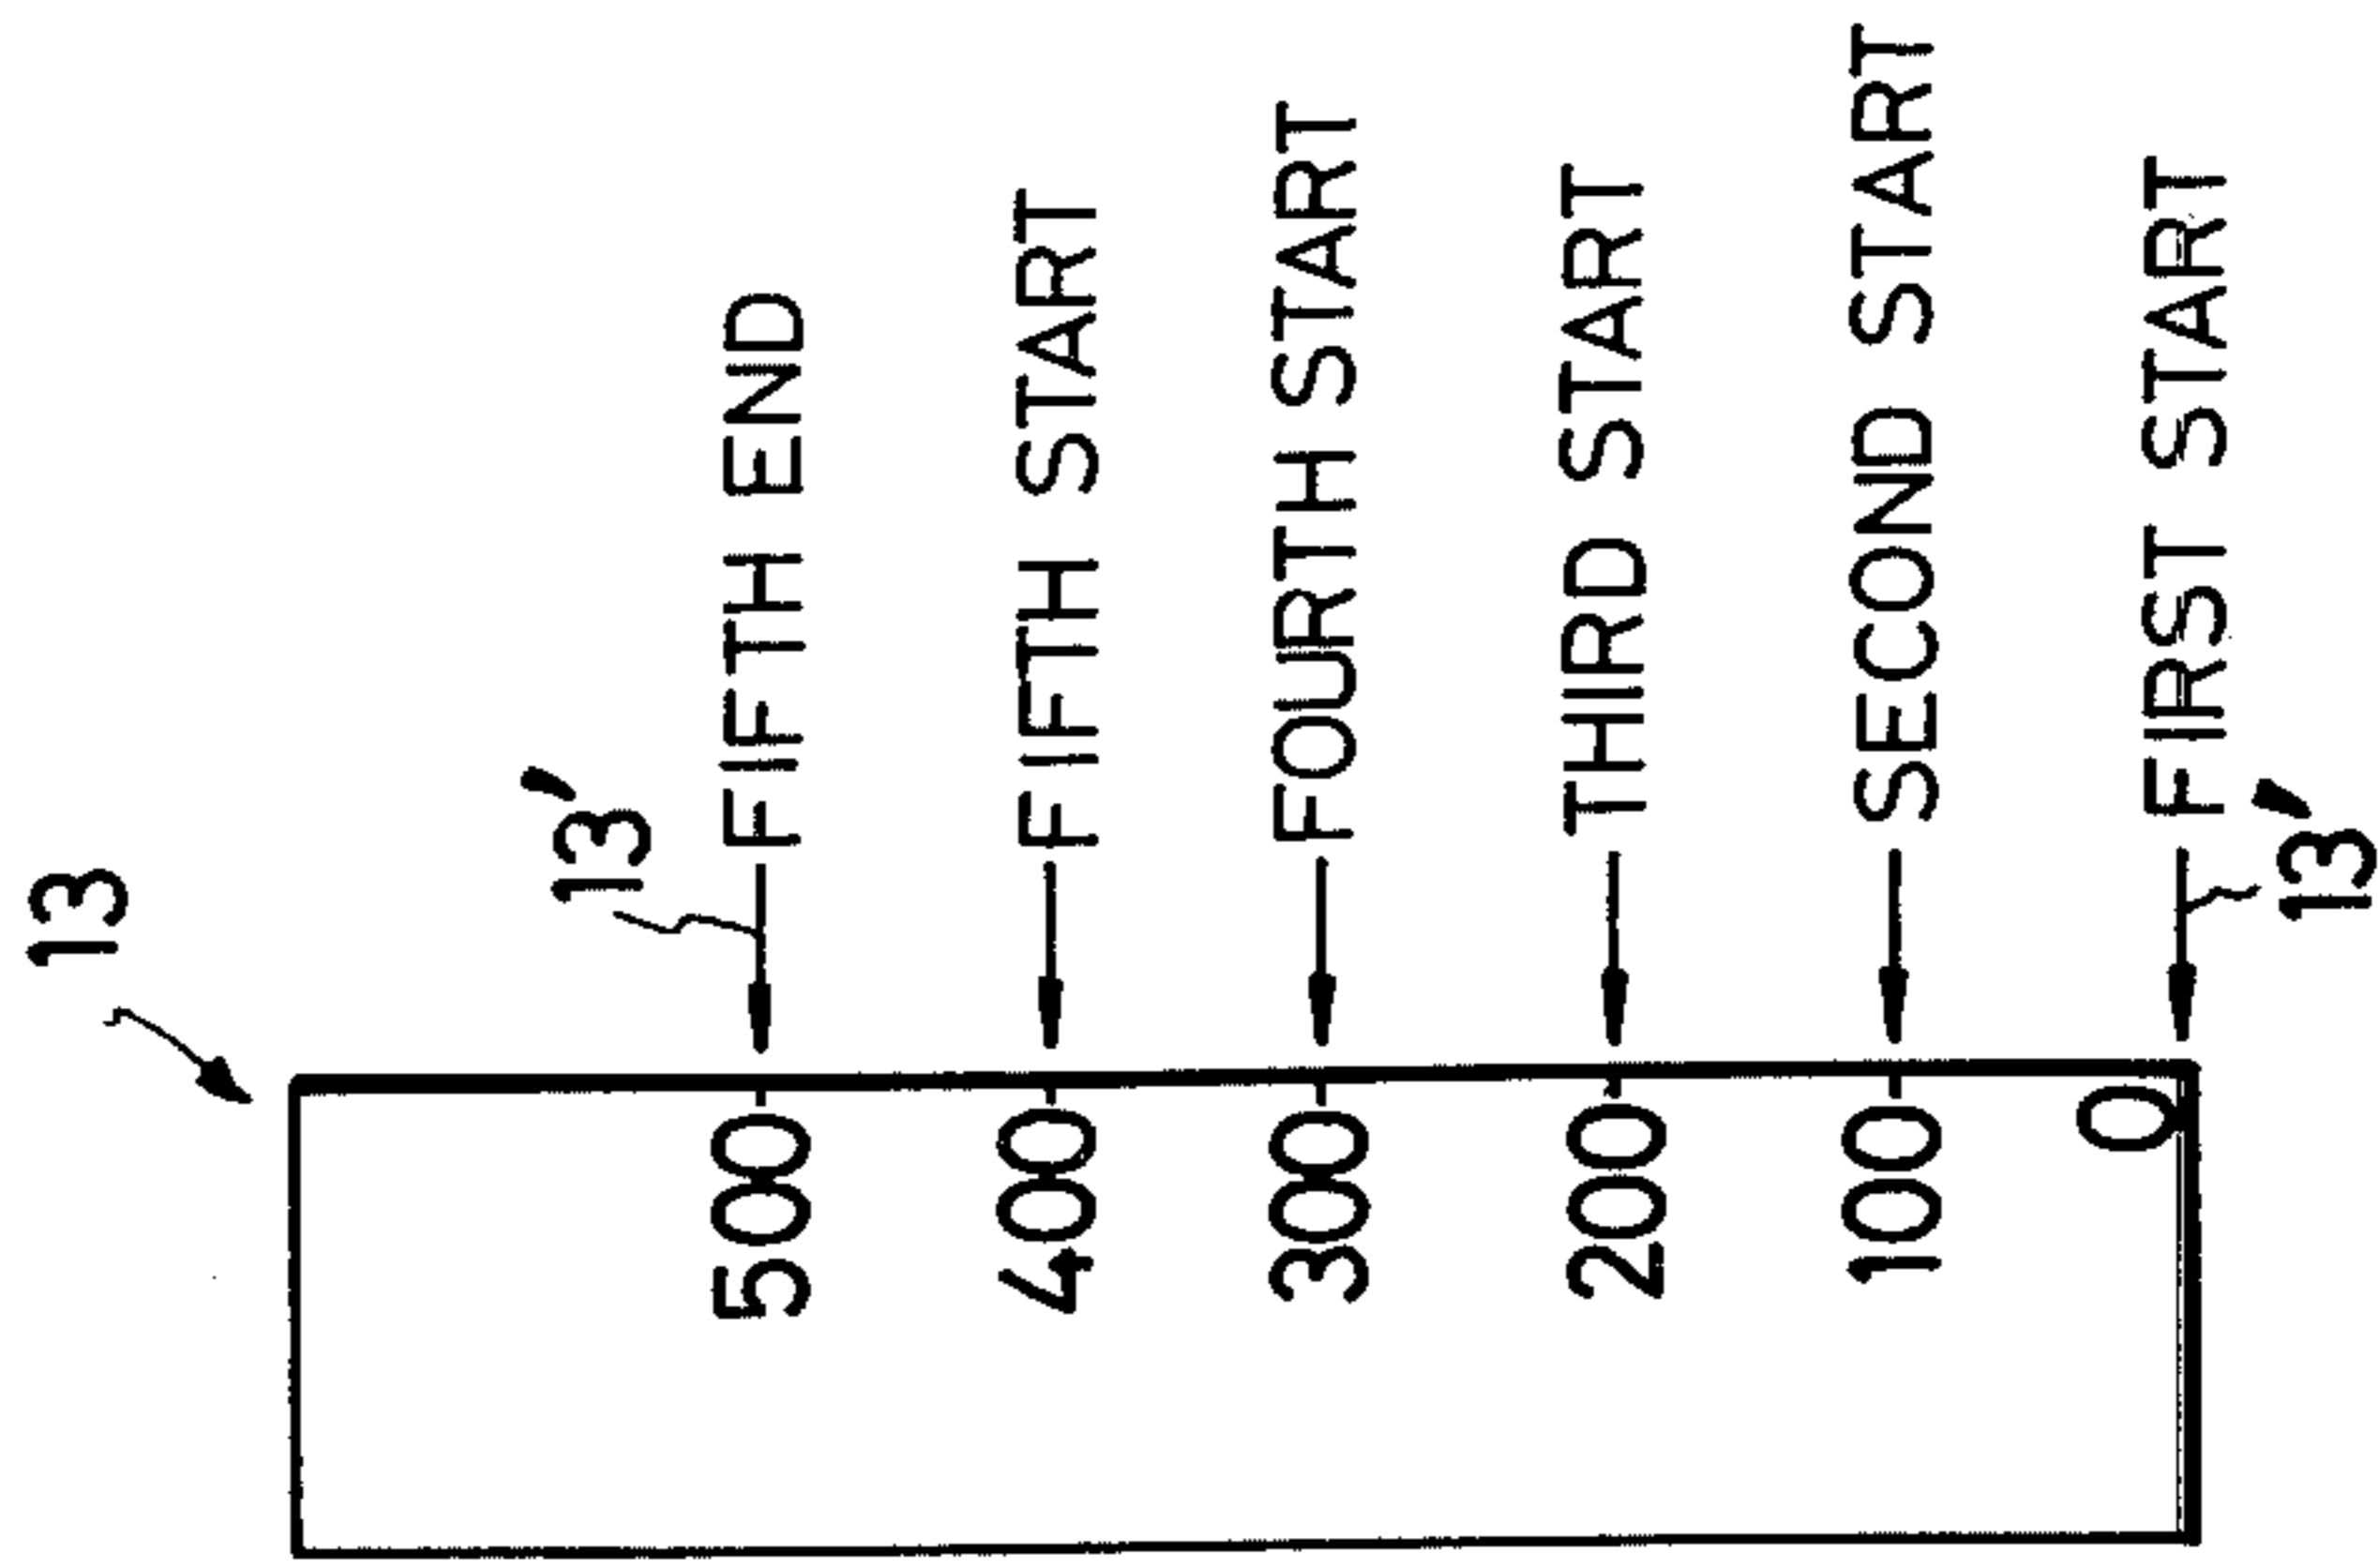 13
13'
500 FIFTH END
400 FIFTH START
300 FOURTH START
200 THIRD START
100 SECOND START
0 FIRST START
13'